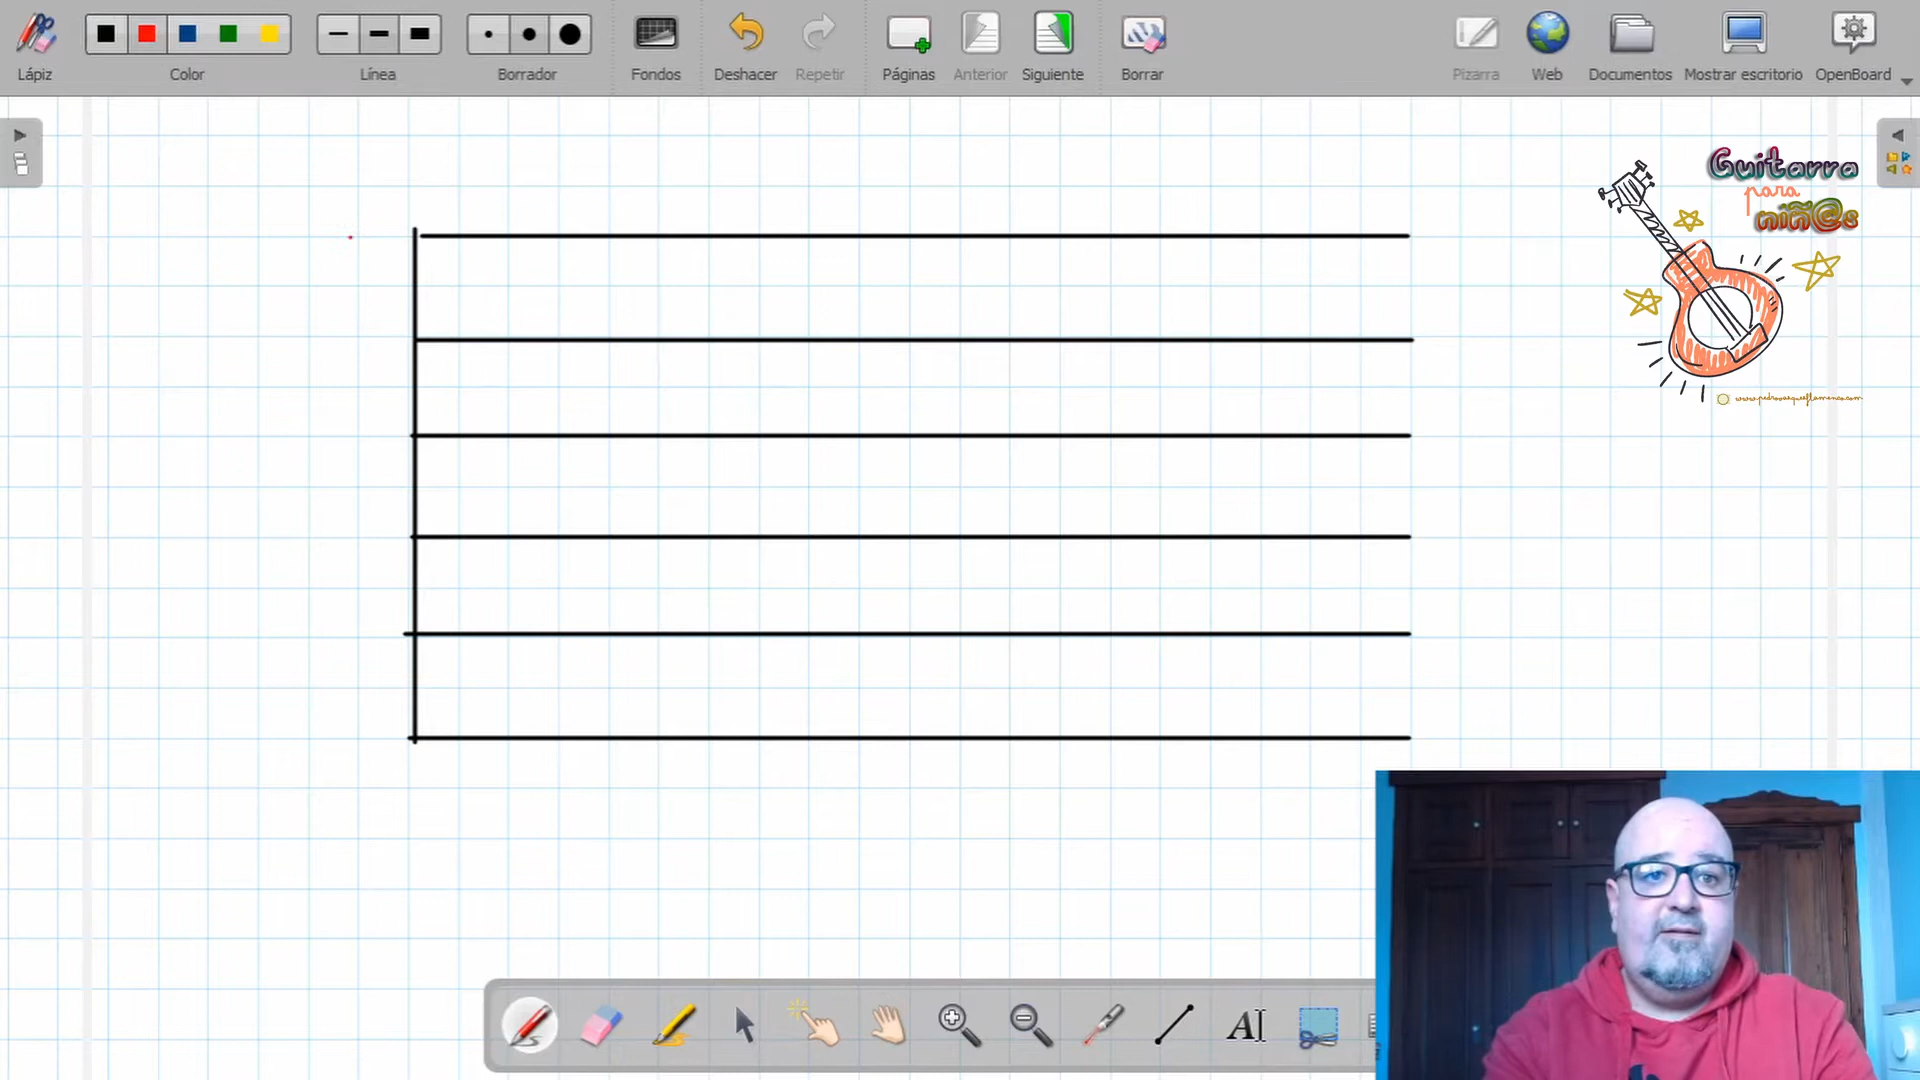 Lápiz
Color
Línea
Borrador
Fondos
Deshacer
Repetir
Páginas
Anterior
Siguiente
Borrar
Pizarra
Web
Documentos
Mostrar escritorio
OpenBoard
Guitarra
para
niñ@s
AI